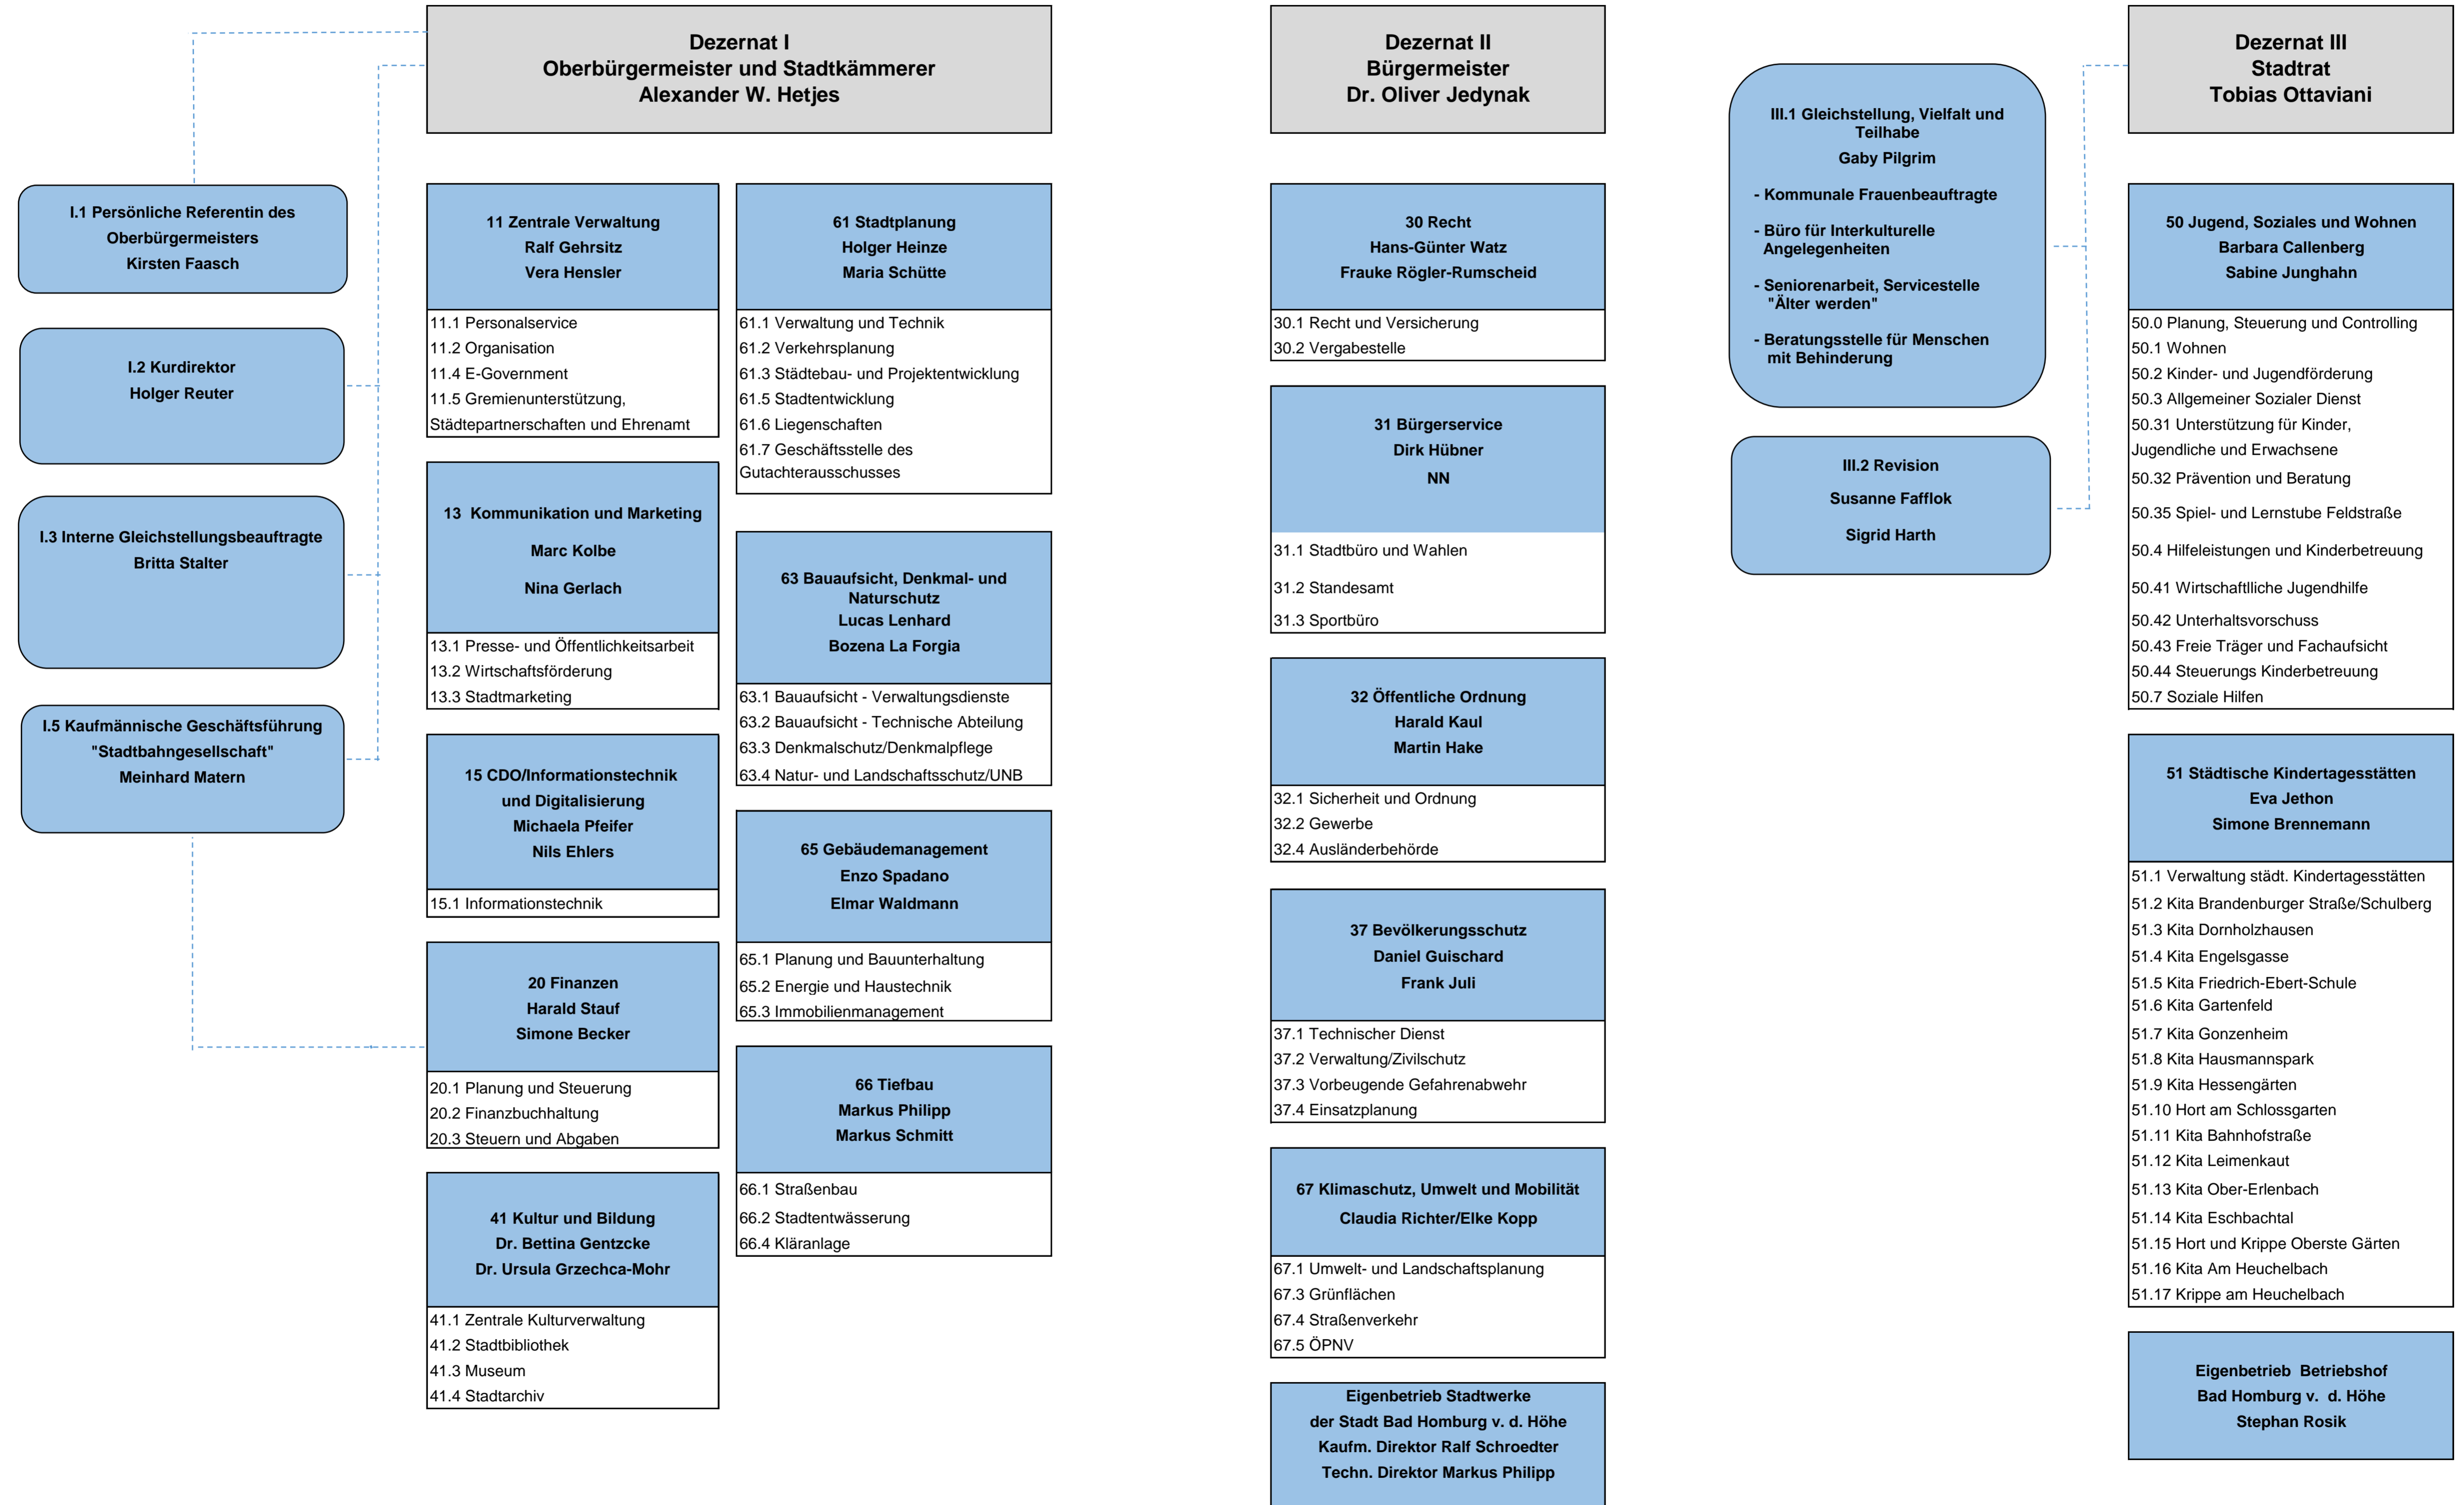 Dezernat I
Oberbürgermeister und Stadtkämmerer
Alexander W. Hetjes
I.1 Persönliche Referentin des
Oberbürgermeisters
Kirsten Faasch
I.2 Kurdirektor
Holger Reuter
I.3 Interne Gleichstellungsbeauftragte
Britta Stalter
I.5 Kaufmännische Geschäftsführung
"Stadtbahngesellschaft"
Meinhard Matern
11 Zentrale Verwaltung
Ralf Gehrsitz
Vera Hensler
11.1 Personalservice
11.2 Organisation
11.4 E-Government
11.5 Gremienunterstützung,
Städtepartnerschaften und Ehrenamt
13  Kommunikation und Marketing
Marc Kolbe
Nina Gerlach
13.1 Presse- und Öffentlichkeitsarbeit
13.2 Wirtschaftsförderung
13.3 Stadtmarketing
15 CDO/Informationstechnik
und Digitalisierung
Michaela Pfeifer
Nils Ehlers
15.1 Informationstechnik
20 Finanzen
Harald Stauf
Simone Becker
20.1 Planung und Steuerung
20.2 Finanzbuchhaltung
20.3 Steuern und Abgaben
41 Kultur und Bildung
Dr. Bettina Gentzcke
Dr. Ursula Grzechca-Mohr
41.1 Zentrale Kulturverwaltung
41.2 Stadtbibliothek
41.3 Museum
41.4 Stadtarchiv
61 Stadtplanung
Holger Heinze
Maria Schütte
61.1 Verwaltung und Technik
61.2 Verkehrsplanung
61.3 Städtebau- und Projektentwicklung
61.5 Stadtentwicklung
61.6 Liegenschaften
61.7 Geschäftsstelle des
Gutachterausschusses
63 Bauaufsicht, Denkmal- und
Naturschutz
Lucas Lenhard
Bozena La Forgia
63.1 Bauaufsicht - Verwaltungsdienste
63.2 Bauaufsicht - Technische Abteilung
63.3 Denkmalschutz/Denkmalpflege
63.4 Natur- und Landschaftsschutz/UNB
65 Gebäudemanagement
Enzo Spadano
Elmar Waldmann
65.1 Planung und Bauunterhaltung
65.2 Energie und Haustechnik
65.3 Immobilienmanagement
66 Tiefbau
Markus Philipp
Markus Schmitt
66.1 Straßenbau
66.2 Stadtentwässerung
66.4 Kläranlage
Dezernat II
Bürgermeister
Dr. Oliver Jedynak
30 Recht
Hans-Günter Watz
Frauke Rögler-Rumscheid
30.1 Recht und Versicherung
30.2 Vergabestelle
31 Bürgerservice
Dirk Hübner
NN
31.1 Stadtbüro und Wahlen
31.2 Standesamt
31.3 Sportbüro
32 Öffentliche Ordnung
Harald Kaul
Martin Hake
32.1 Sicherheit und Ordnung
32.2 Gewerbe
32.4 Ausländerbehörde
37 Bevölkerungsschutz
Daniel Guischard
Frank Juli
37.1 Technischer Dienst
37.2 Verwaltung/Zivilschutz
37.3 Vorbeugende Gefahrenabwehr
37.4 Einsatzplanung
67 Klimaschutz, Umwelt und Mobilität
Claudia Richter/Elke Kopp
67.1 Umwelt- und Landschaftsplanung
67.3 Grünflächen
67.4 Straßenverkehr
67.5 ÖPNV
Eigenbetrieb Stadtwerke
der Stadt Bad Homburg v. d. Höhe
Kaufm. Direktor Ralf Schroedter
Techn. Direktor Markus Philipp
III.1 Gleichstellung, Vielfalt und
Teilhabe
Gaby Pilgrim
- Kommunale Frauenbeauftragte
- Büro für Interkulturelle
Angelegenheiten
- Seniorenarbeit, Servicestelle
"Älter werden"
- Beratungsstelle für Menschen
mit Behinderung
III.2 Revision
Susanne Fafflok
Sigrid Harth
Dezernat III
Stadtrat
Tobias Ottaviani
50 Jugend, Soziales und Wohnen
Barbara Callenberg
Sabine Junghahn
50.0 Planung, Steuerung und Controlling
50.1 Wohnen
50.2 Kinder- und Jugendförderung
50.3 Allgemeiner Sozialer Dienst
50.31 Unterstützung für Kinder,
Jugendliche und Erwachsene
50.32 Prävention und Beratung
50.35 Spiel- und Lernstube Feldstraße
50.4 Hilfeleistungen und Kinderbetreuung
50.41 Wirtschaftlliche Jugendhilfe
50.42 Unterhaltsvorschuss
50.43 Freie Träger und Fachaufsicht
50.44 Steuerungs Kinderbetreuung
50.7 Soziale Hilfen
51 Städtische Kindertagesstätten
Eva Jethon
Simone Brennemann
51.1 Verwaltung städt. Kindertagesstätten
51.2 Kita Brandenburger Straße/Schulberg
51.3 Kita Dornholzhausen
51.4 Kita Engelsgasse
51.5 Kita Friedrich-Ebert-Schule
51.6 Kita Gartenfeld
51.7 Kita Gonzenheim
51.8 Kita Hausmannspark
51.9 Kita Hessengärten
51.10 Hort am Schlossgarten
51.11 Kita Bahnhofstraße
51.12 Kita Leimenkaut
51.13 Kita Ober-Erlenbach
51.14 Kita Eschbachtal
51.15 Hort und Krippe Oberste Gärten
51.16 Kita Am Heuchelbach
51.17 Krippe am Heuchelbach
Eigenbetrieb  Betriebshof
Bad Homburg v.  d. Höhe
Stephan Rosik